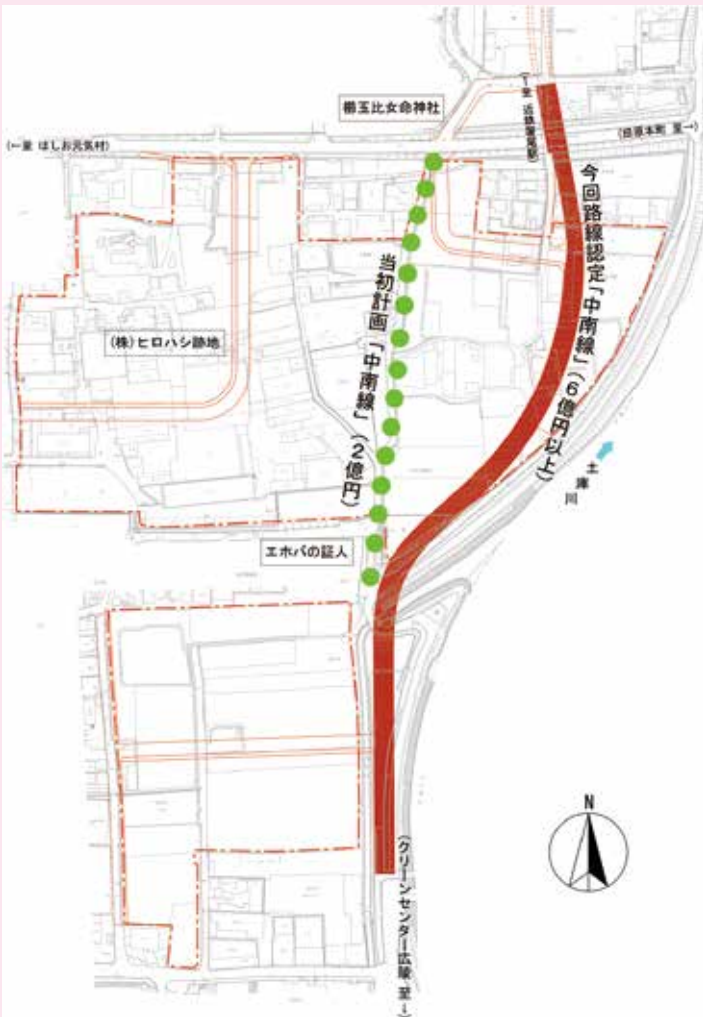 櫛玉比女命神社
(↑至 近鉄箸尾駅)
(←至 はしお元気村)
(田原本町 至→)
今回路線認定「中南線」(6億円以上)
当初計画「中南線」(2億円)
(株)ヒロハシ跡地
土庫川
エホバの証人
N
(クリーンセンター広陵 至↓)